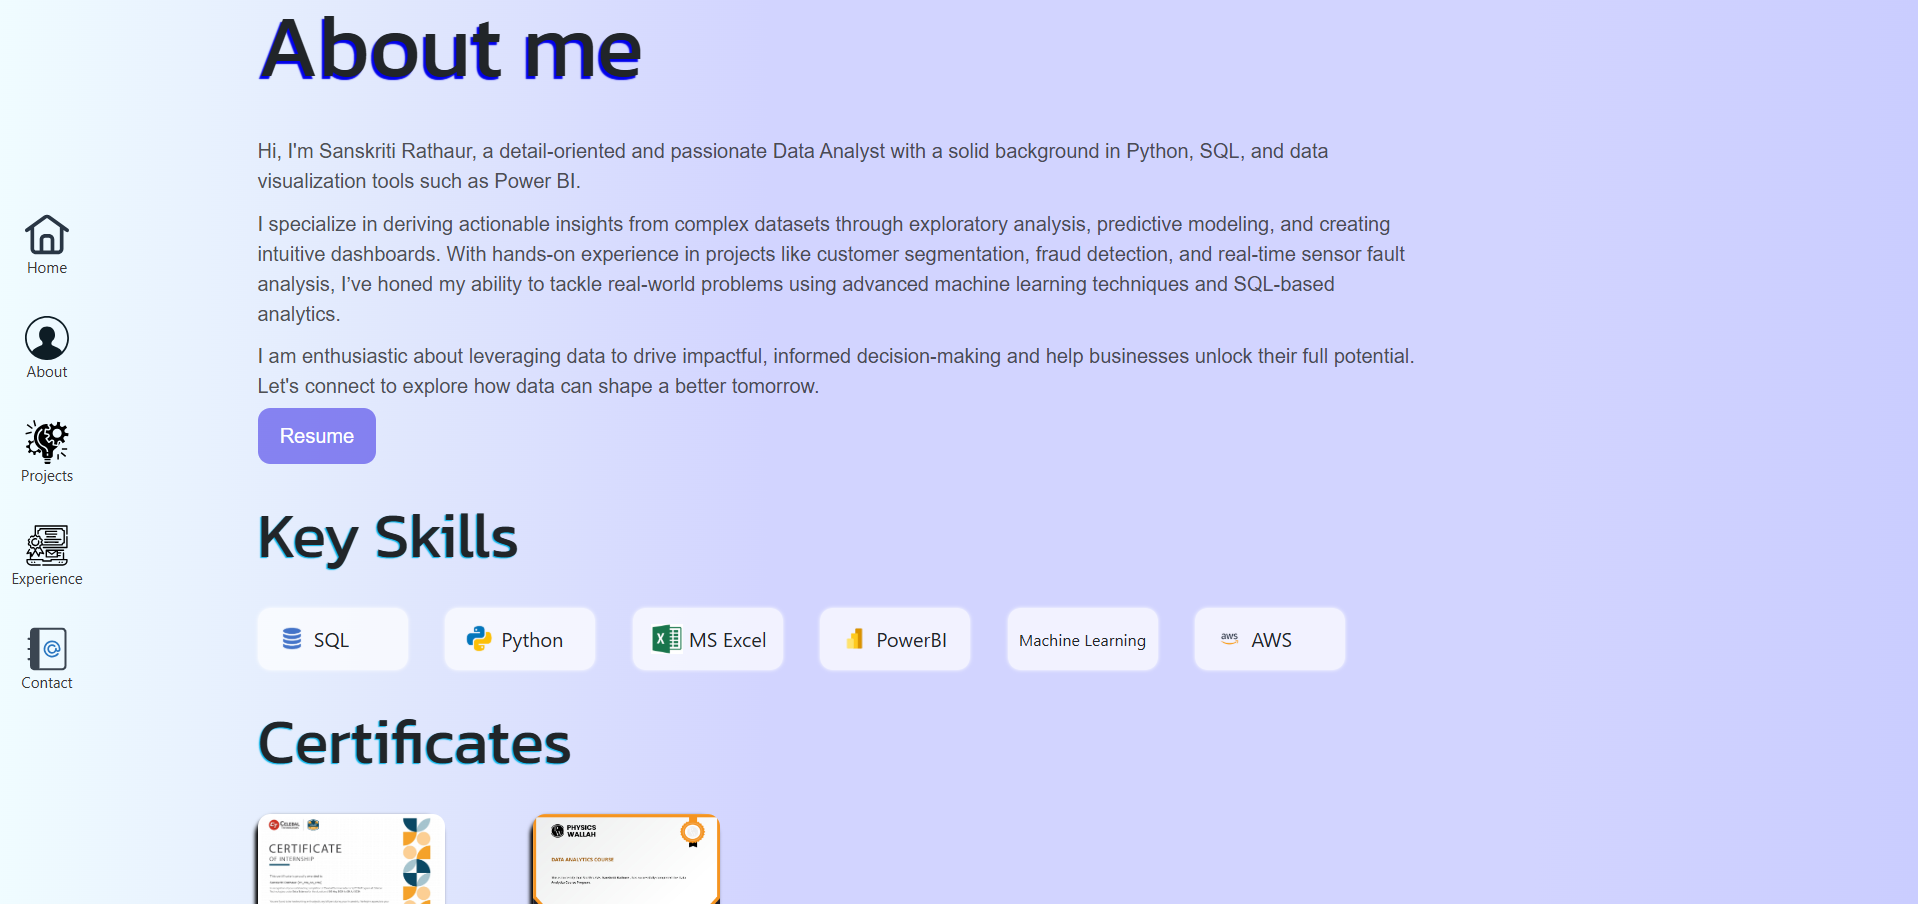 About me
Hi, I'm Sanskriti Rathaur, a detail-oriented and passionate Data Analyst with a solid background in Python, SQL, and data
visualization tools such as Power BI.
I specialize in deriving actionable insights from complex datasets through exploratory analysis, predictive modeling, and creating
intuitive dashboards. With hands-on experience in projects like customer segmentation, fraud detection, and real-time sensor fault
analysis, I’ve honed my ability to tackle real-world problems using advanced machine learning techniques and SQL-based
analytics.
I am enthusiastic about leveraging data to drive impactful, informed decision-making and help businesses unlock their full potential.
Let's connect to explore how data can shape a better tomorrow.
Resume
Home
About
Projects
Experience
Contact
Key Skills
SQL
Python
MS Excel
PowerBI
Machine Learning
aws
AWS
Certificates
CELEBAL
CERTIFICATE
OF INTERNSHIP
PHYSICS
WALLAH
DATA ANALYTICS COURSE